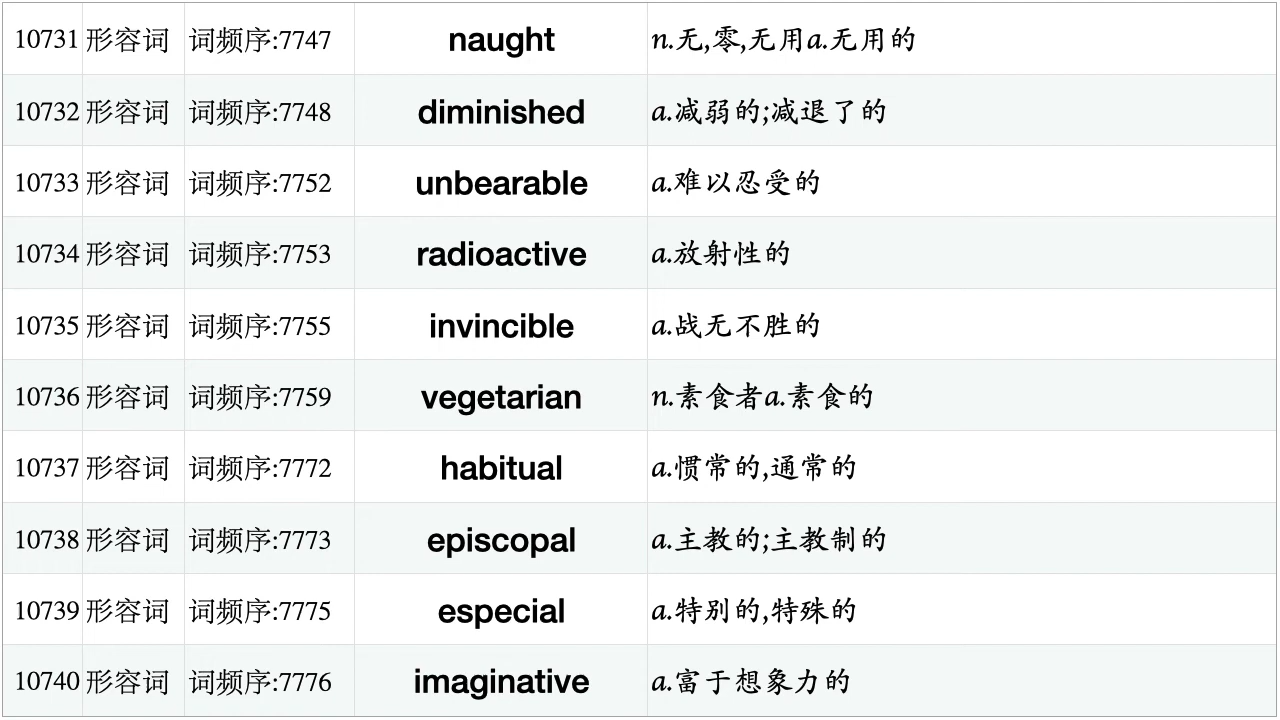 10731 形容词 词频序:7747 naught n.无,零,无用a.无用的
10732 形容词 词频序:7748 diminished a.减弱的;减退了的
10733 形容词 词频序:7752 unbearable a.难以忍受的
10734 形容词 词频序:7753 radioactive a.放射性的
10735 形容词 词频序:7755 invincible a.战无不胜的
10736 形容词 词频序:7759 vegetarian n.素食者a.素食的
10737 形容词 词频序:7772 habitual a.惯常的,通常的
10738 形容词 词频序:7773 episcopal a.主教的;主教制的
10739 形容词 词频序:7775 especial a.特别的,特殊的
10740 形容词 词频序:7776 imaginative a.富于想象力的